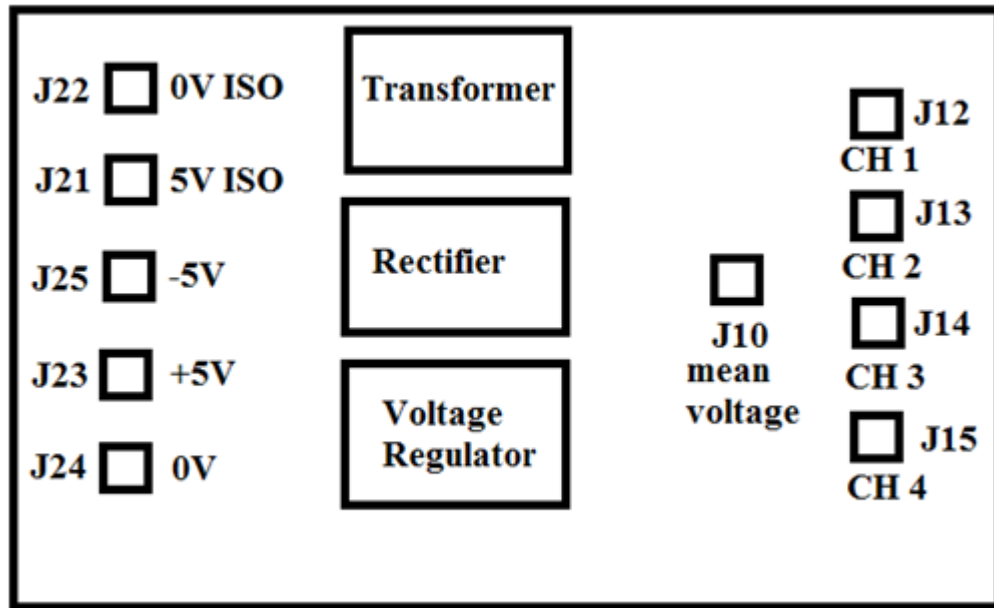 J22 0V ISO
J21 5V ISO
J25 -5V
J23 +5V
J24 0V
Transformer
Rectifier
Voltage
Regulator
J10
mean
voltage
J12
CH 1
J13
CH 2
J14
CH 3
J15
CH 4